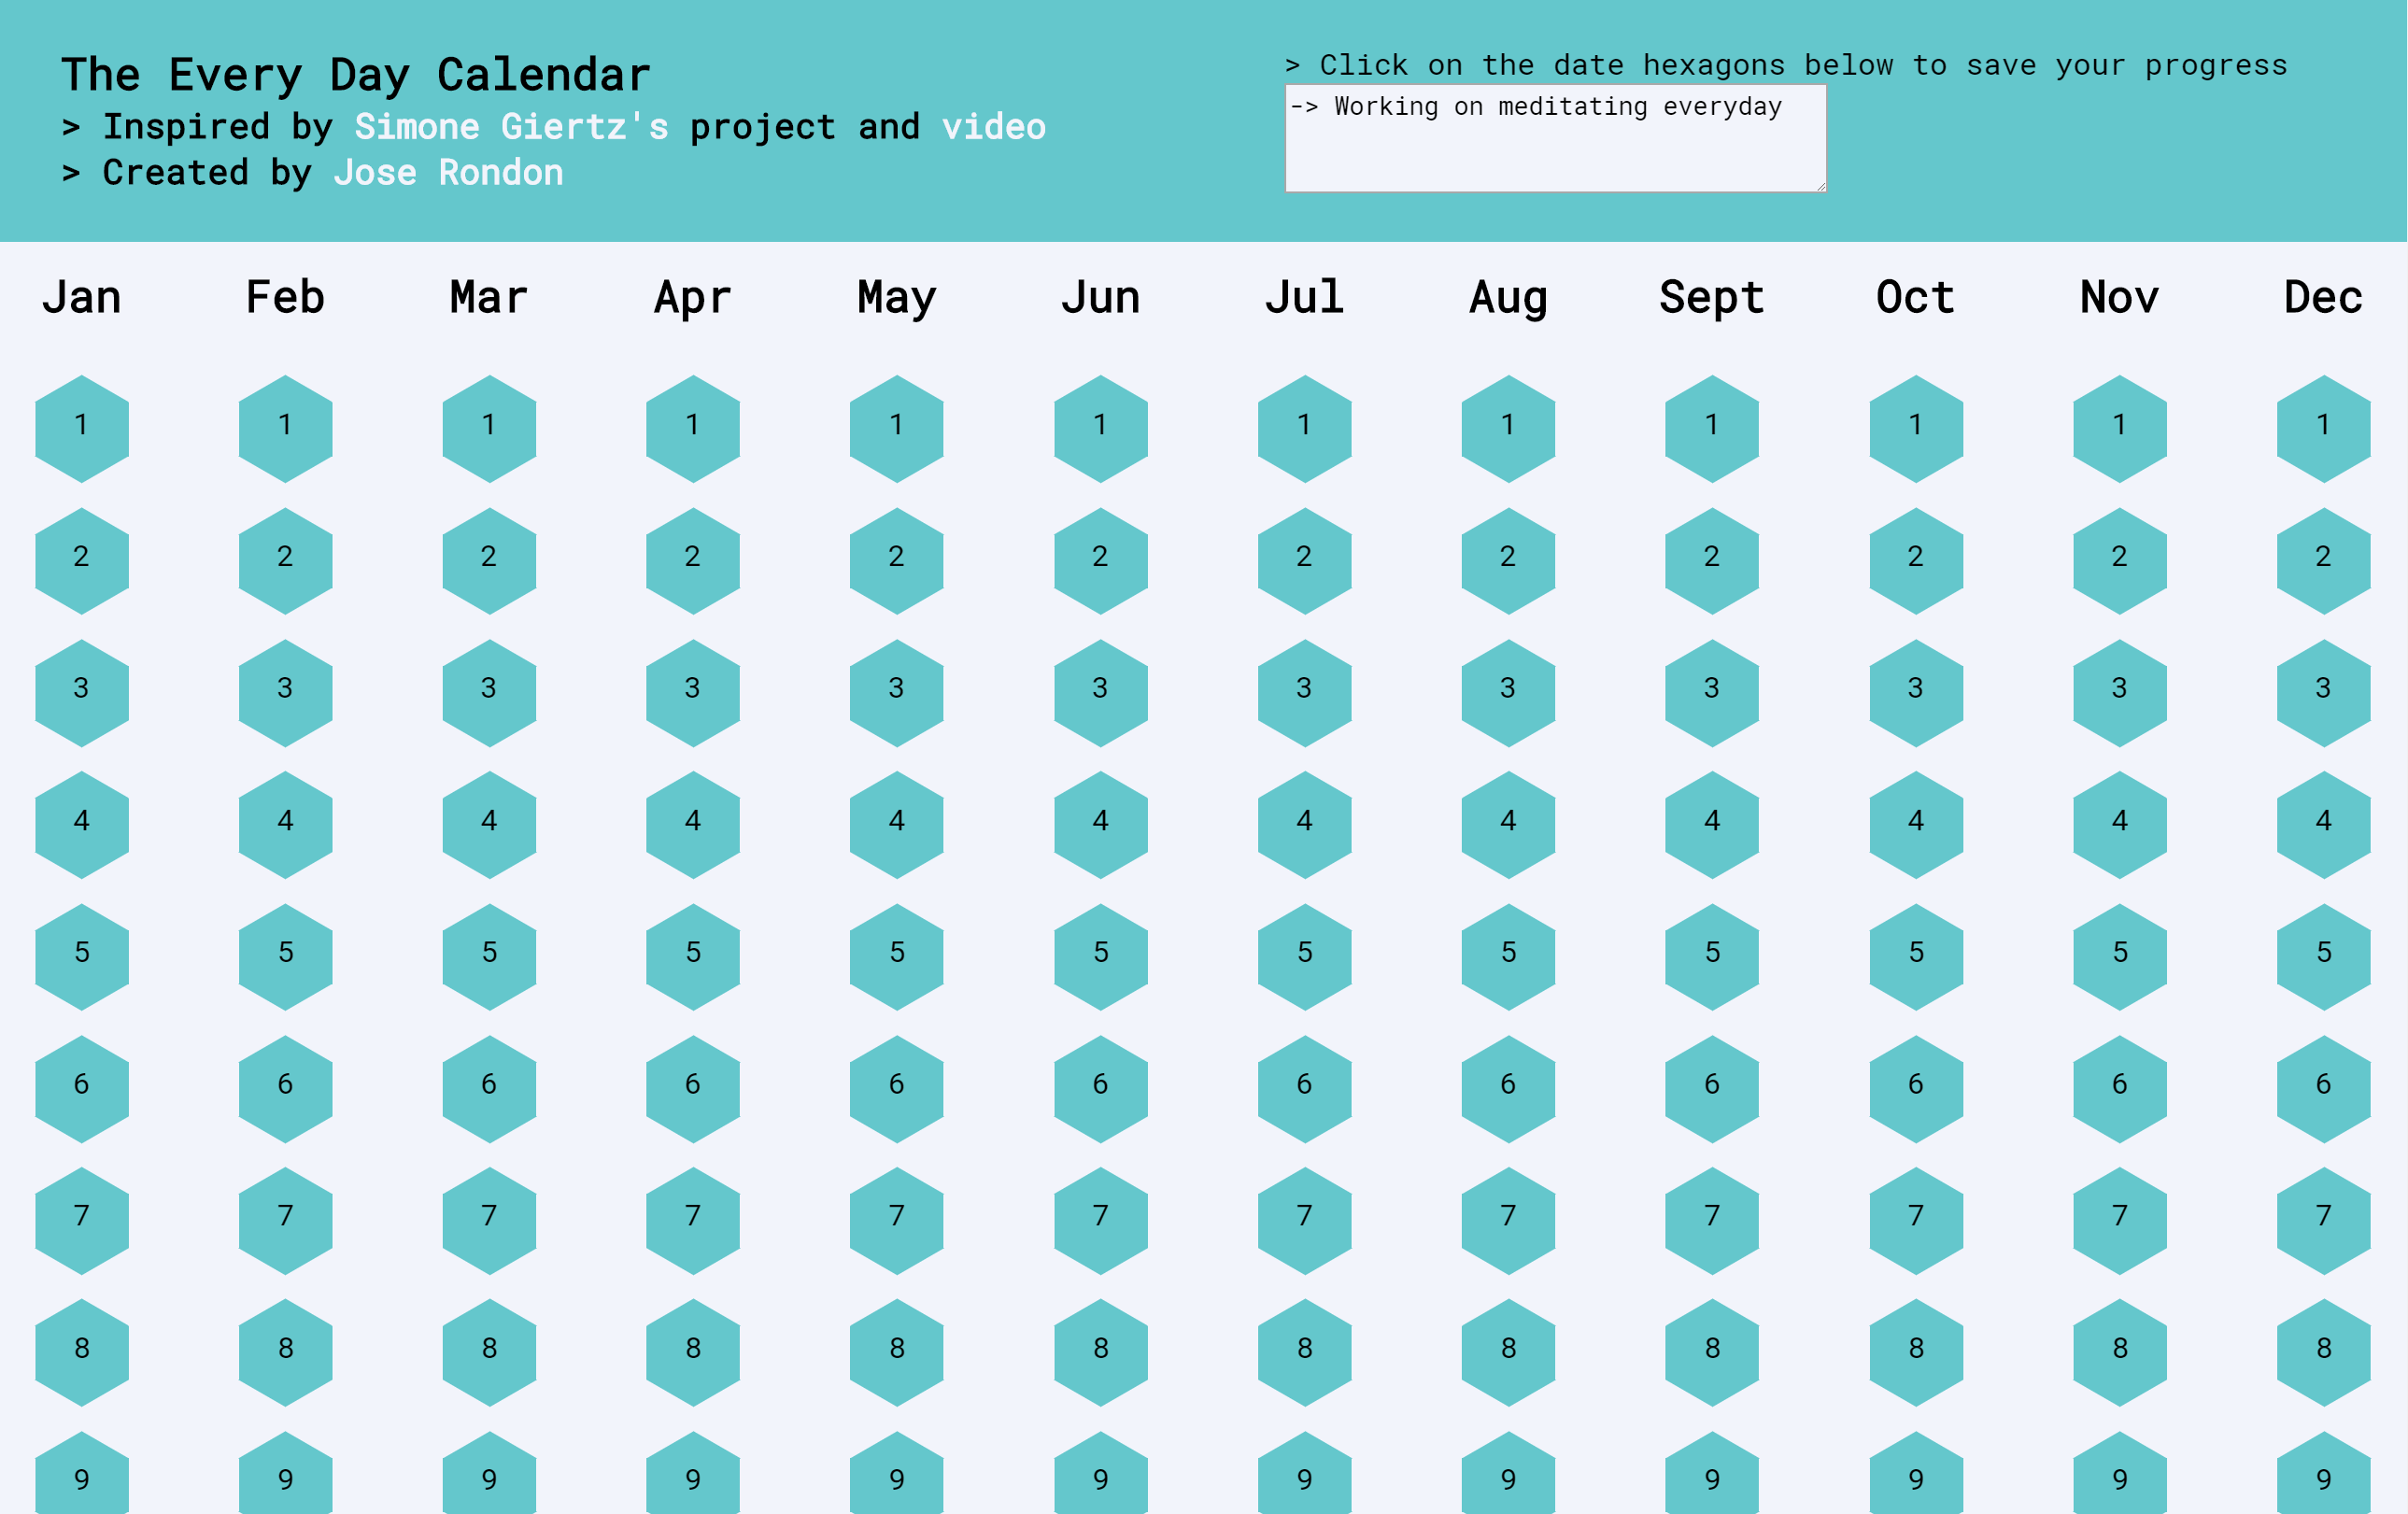 The Every Day Calendar
> Inspired by Simone Giertz's project and video
> Created by Jose Rondon
> Click on the date hexagons below to save your progress
-> Working on meditating everyday
Jan Feb Mar Apr May Jun Jul Aug Sept Oct Nov Dec
1 1 1 1 1 1 1 1 1 1 1 1
2 2 2 2 2 2 2 2 2 2 2 2
3 3 3 3 3 3 3 3 3 3 3 3
4 4 4 4 4 4 4 4 4 4 4 4
5 5 5 5 5 5 5 5 5 5 5 5
6 6 6 6 6 6 6 6 6 6 6 6
7 7 7 7 7 7 7 7 7 7 7 7
8 8 8 8 8 8 8 8 8 8 8 8
9 9 9 9 9 9 9 9 9 9 9 9